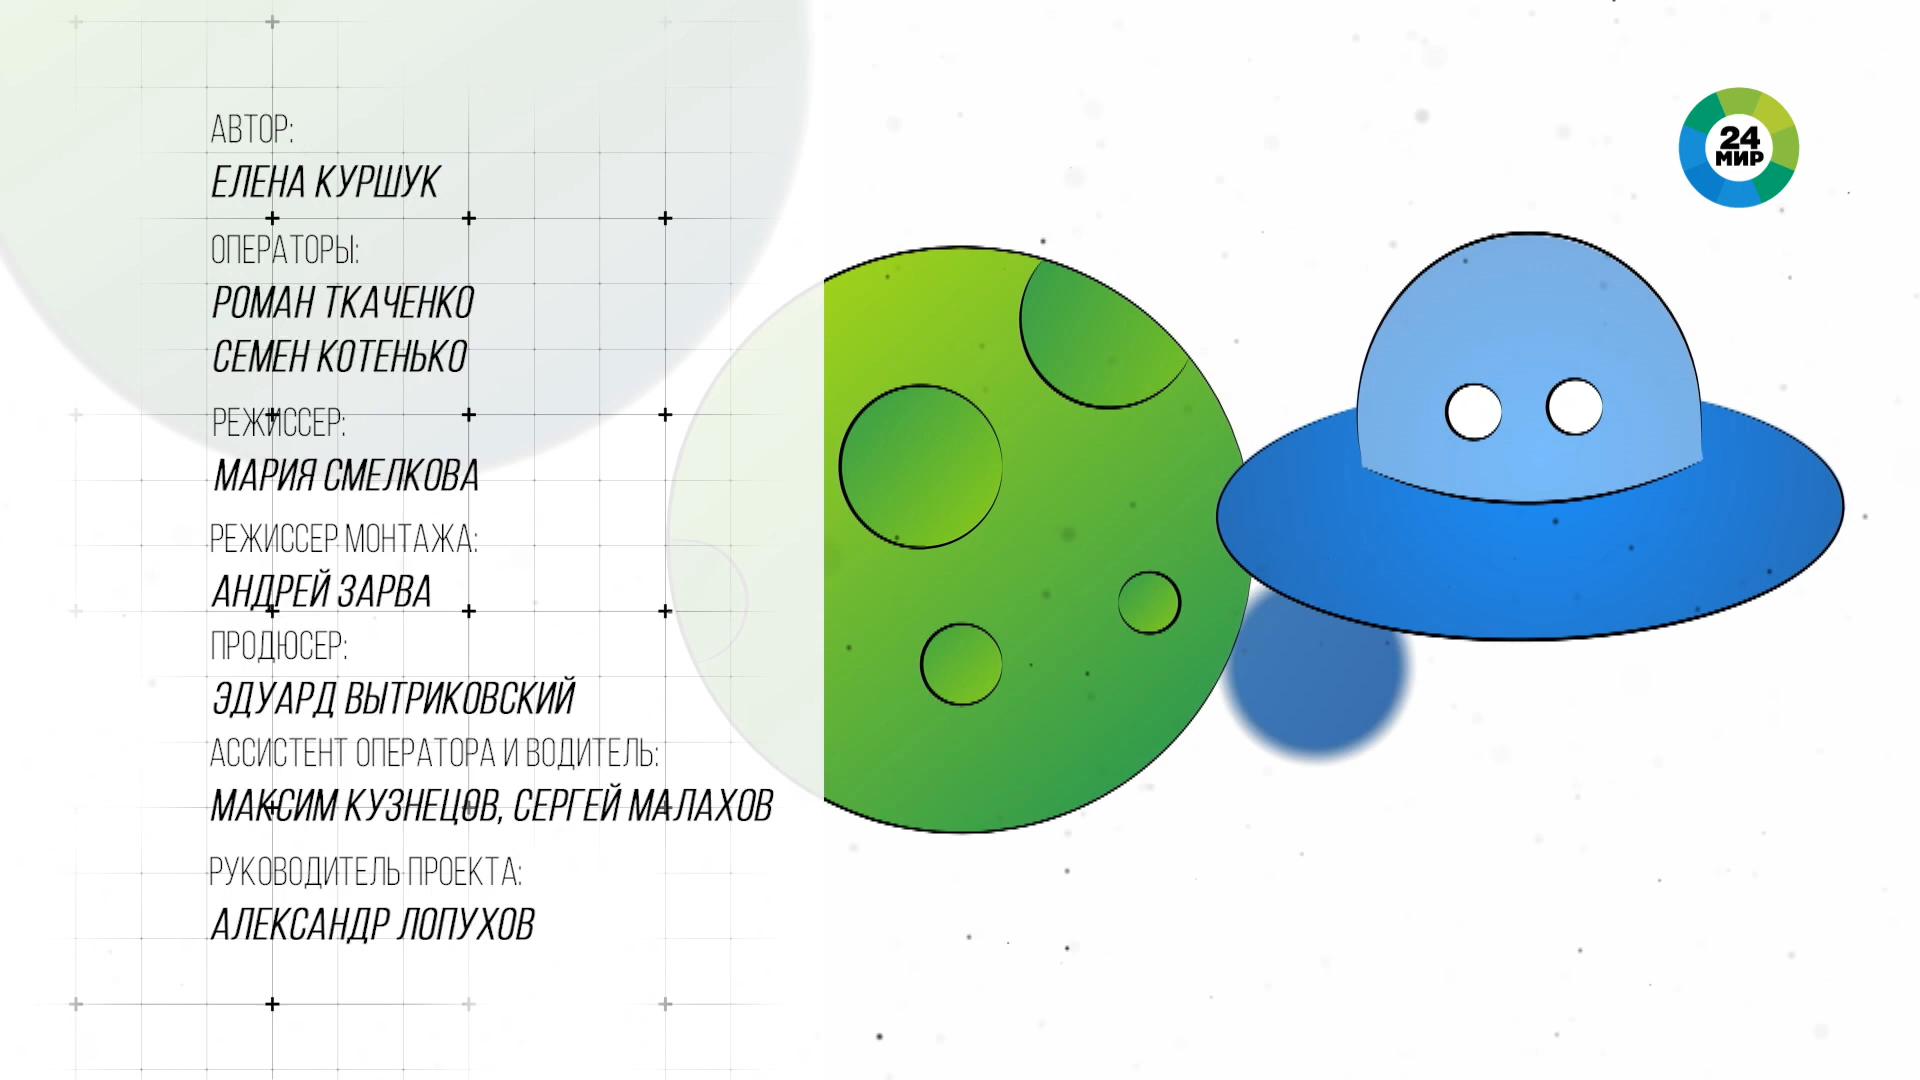 АВТОР:
ЕЛЕНА КУРШУК
ОПЕРАТОРЫ:
РОМАН ТКАЧЕНКО
СЕМЕН КОТЕНЬКО
РЕЖИССЕР:
МАРИЯ СМЕЛКОВА
РЕЖИССЕР МОНТАЖА:
АНДРЕЙ ЗАРВА
ПРОДЮСЕР:
ЭДУАРД ВЫТРИКОВСКИЙ
АССИСТЕНТ ОПЕРАТОРА И ВОДИТЕЛЬ:
МАКСИМ КУЗНЕЦОВ, СЕРГЕЙ МАЛАХОВ
РУКОВОДИТЕЛЬ ПРОЕКТА:
АЛЕКСАНДР ЛОПУХОВ
24
МИР